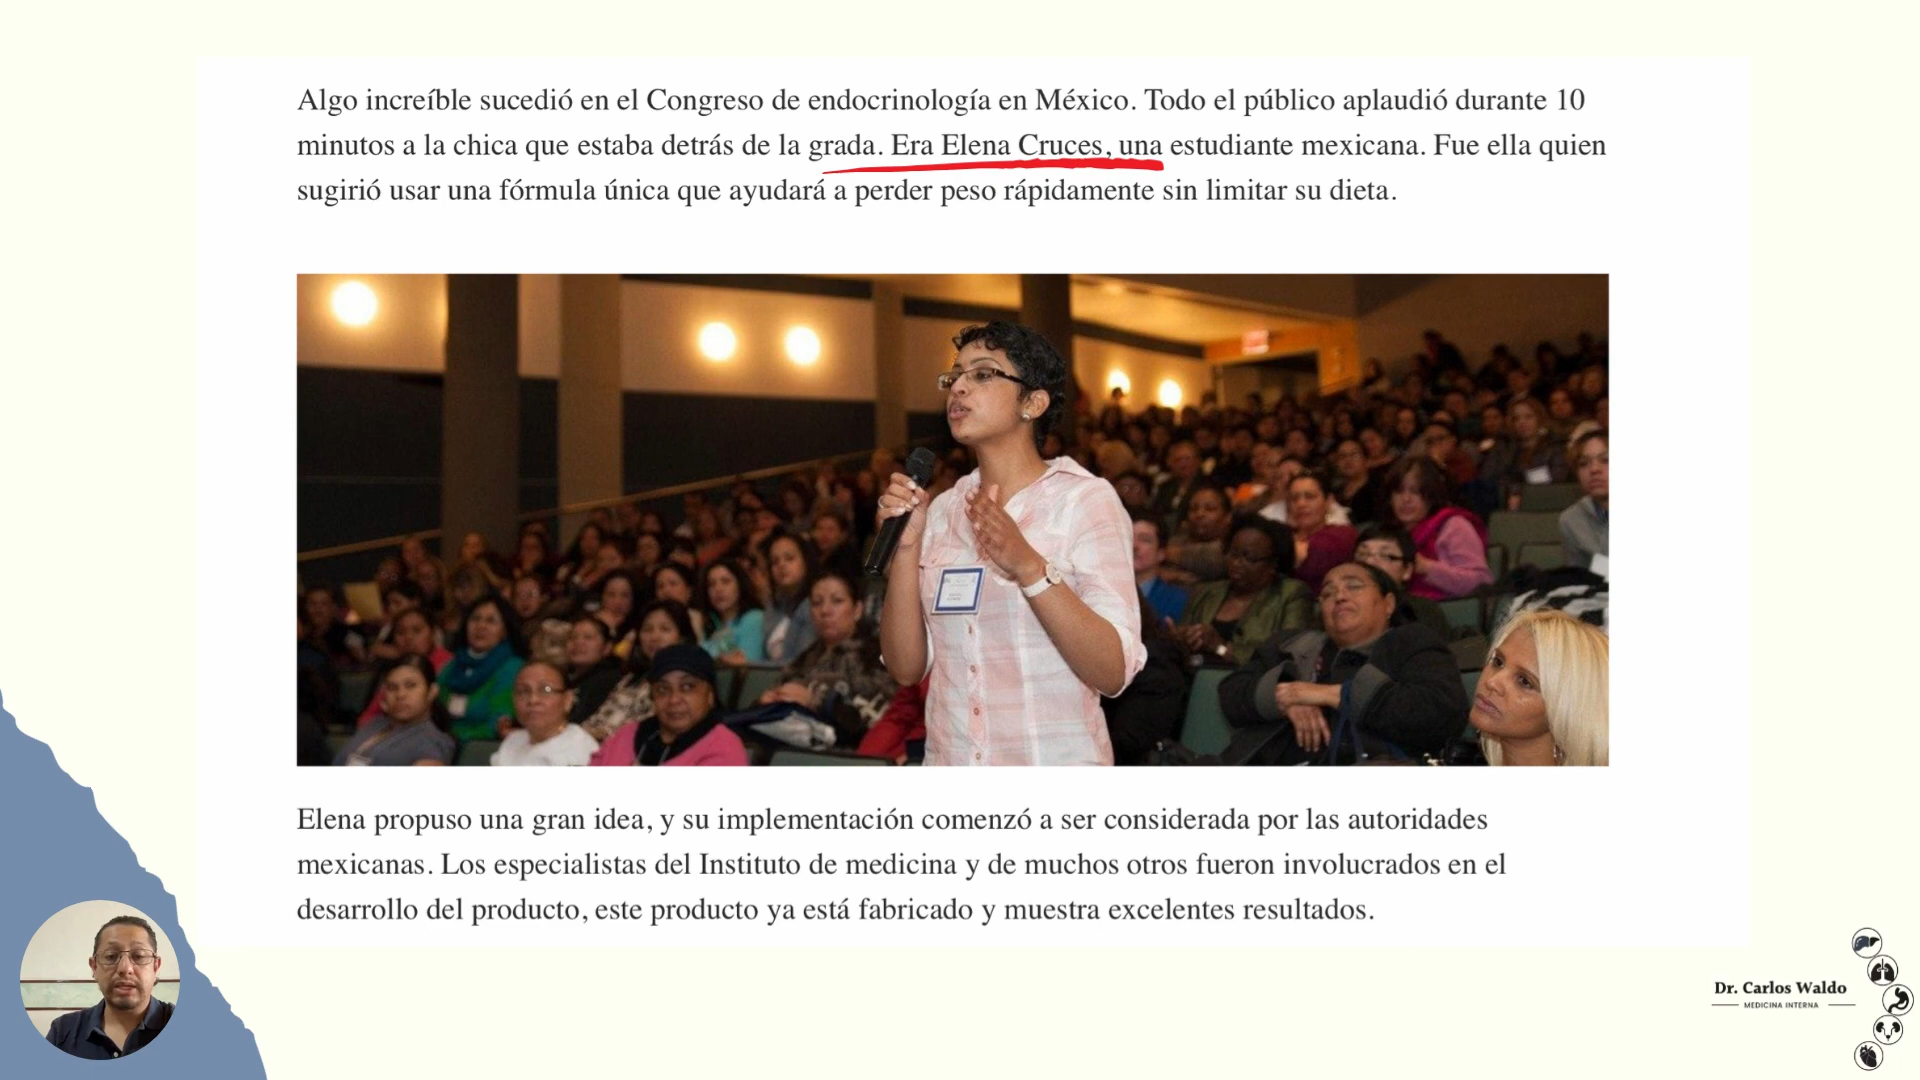 Algo increíble sucedió en el Congreso de endocrinología en México. Todo el público aplaudió durante 10
minutos a la chica que estaba detrás de la grada. Era Elena Cruces, una estudiante mexicana. Fue ella quien
sugirió usar una fórmula única que ayudará a perder peso rápidamente sin limitar su dieta.
Elena propuso una gran idea, y su implementación comenzó a ser considerada por las autoridades
mexicanas. Los especialistas del Instituto de medicina y de muchos otros fueron involucrados en el
desarrollo del producto, este producto ya está fabricado y muestra excelentes resultados.
Dr. Carlos Waldo
MEDICINA INTERNA